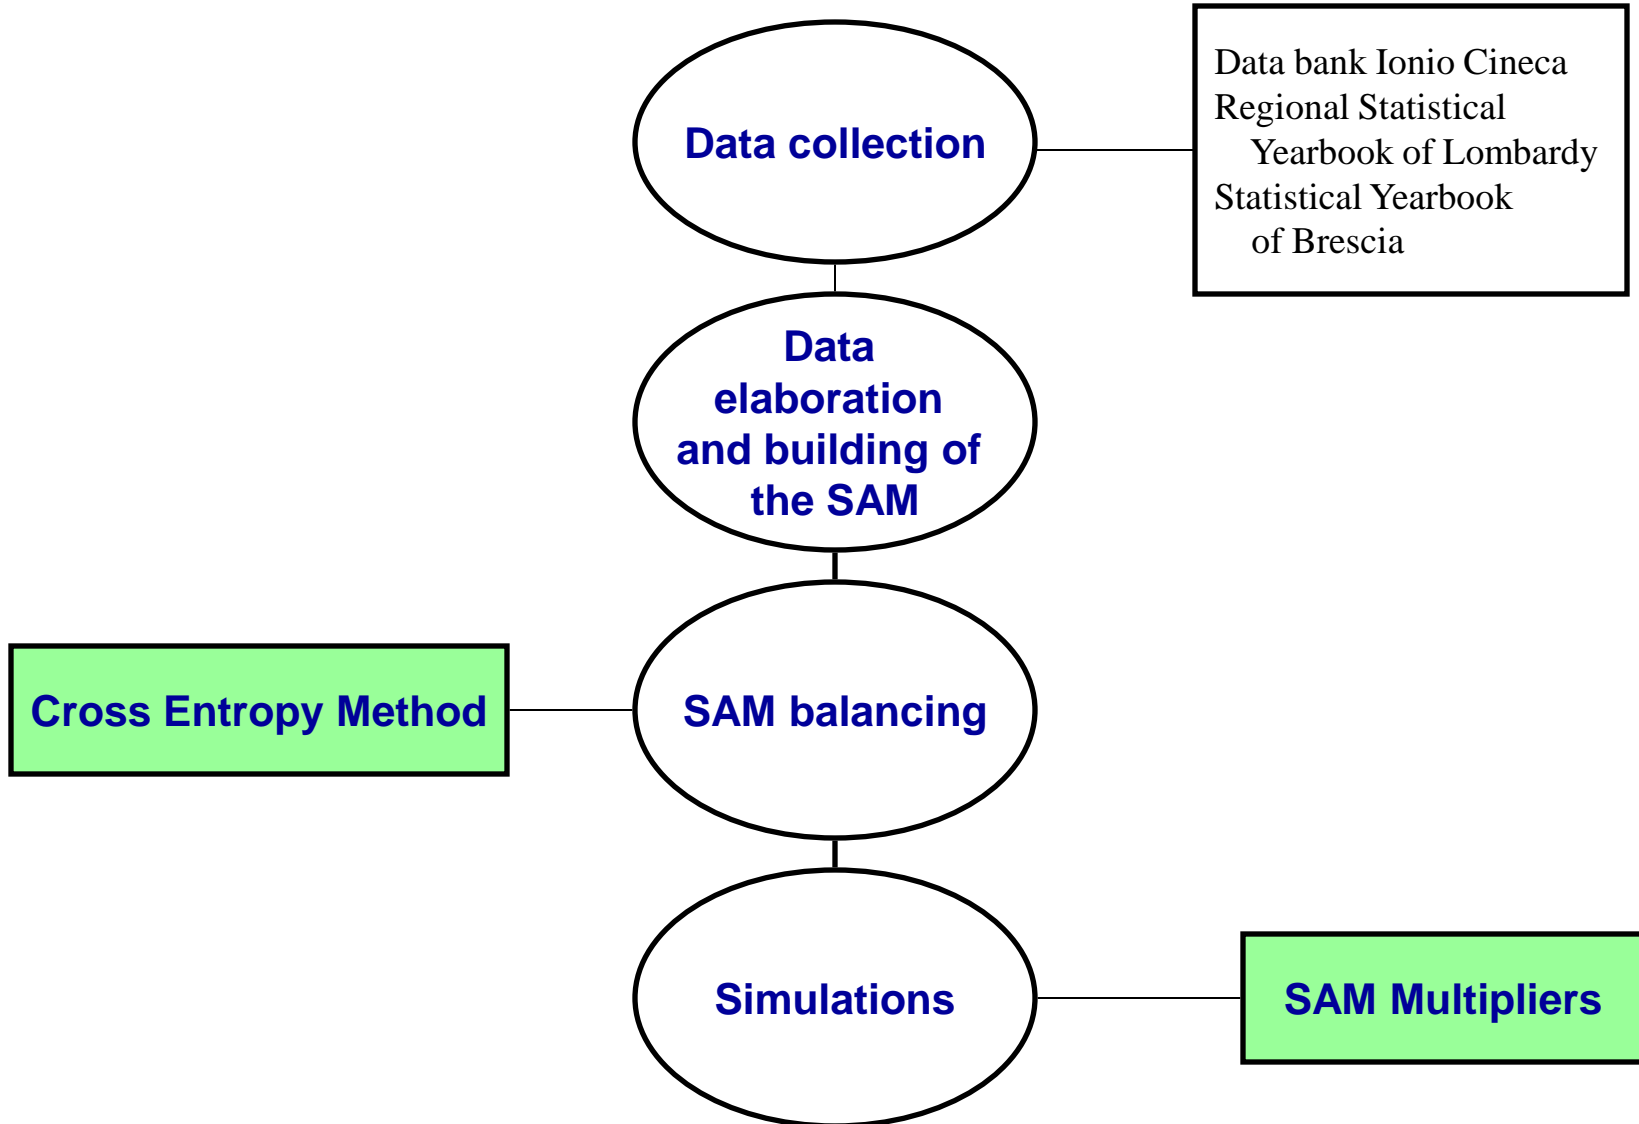 Data collection
Data bank Ionio Cineca
Regional Statistical
Yearbook of Lombardy
Statistical Yearbook
of Brescia
Data
elaboration
and building of
the SAM
Cross Entropy Method
SAM balancing
Simulations
SAM Multipliers